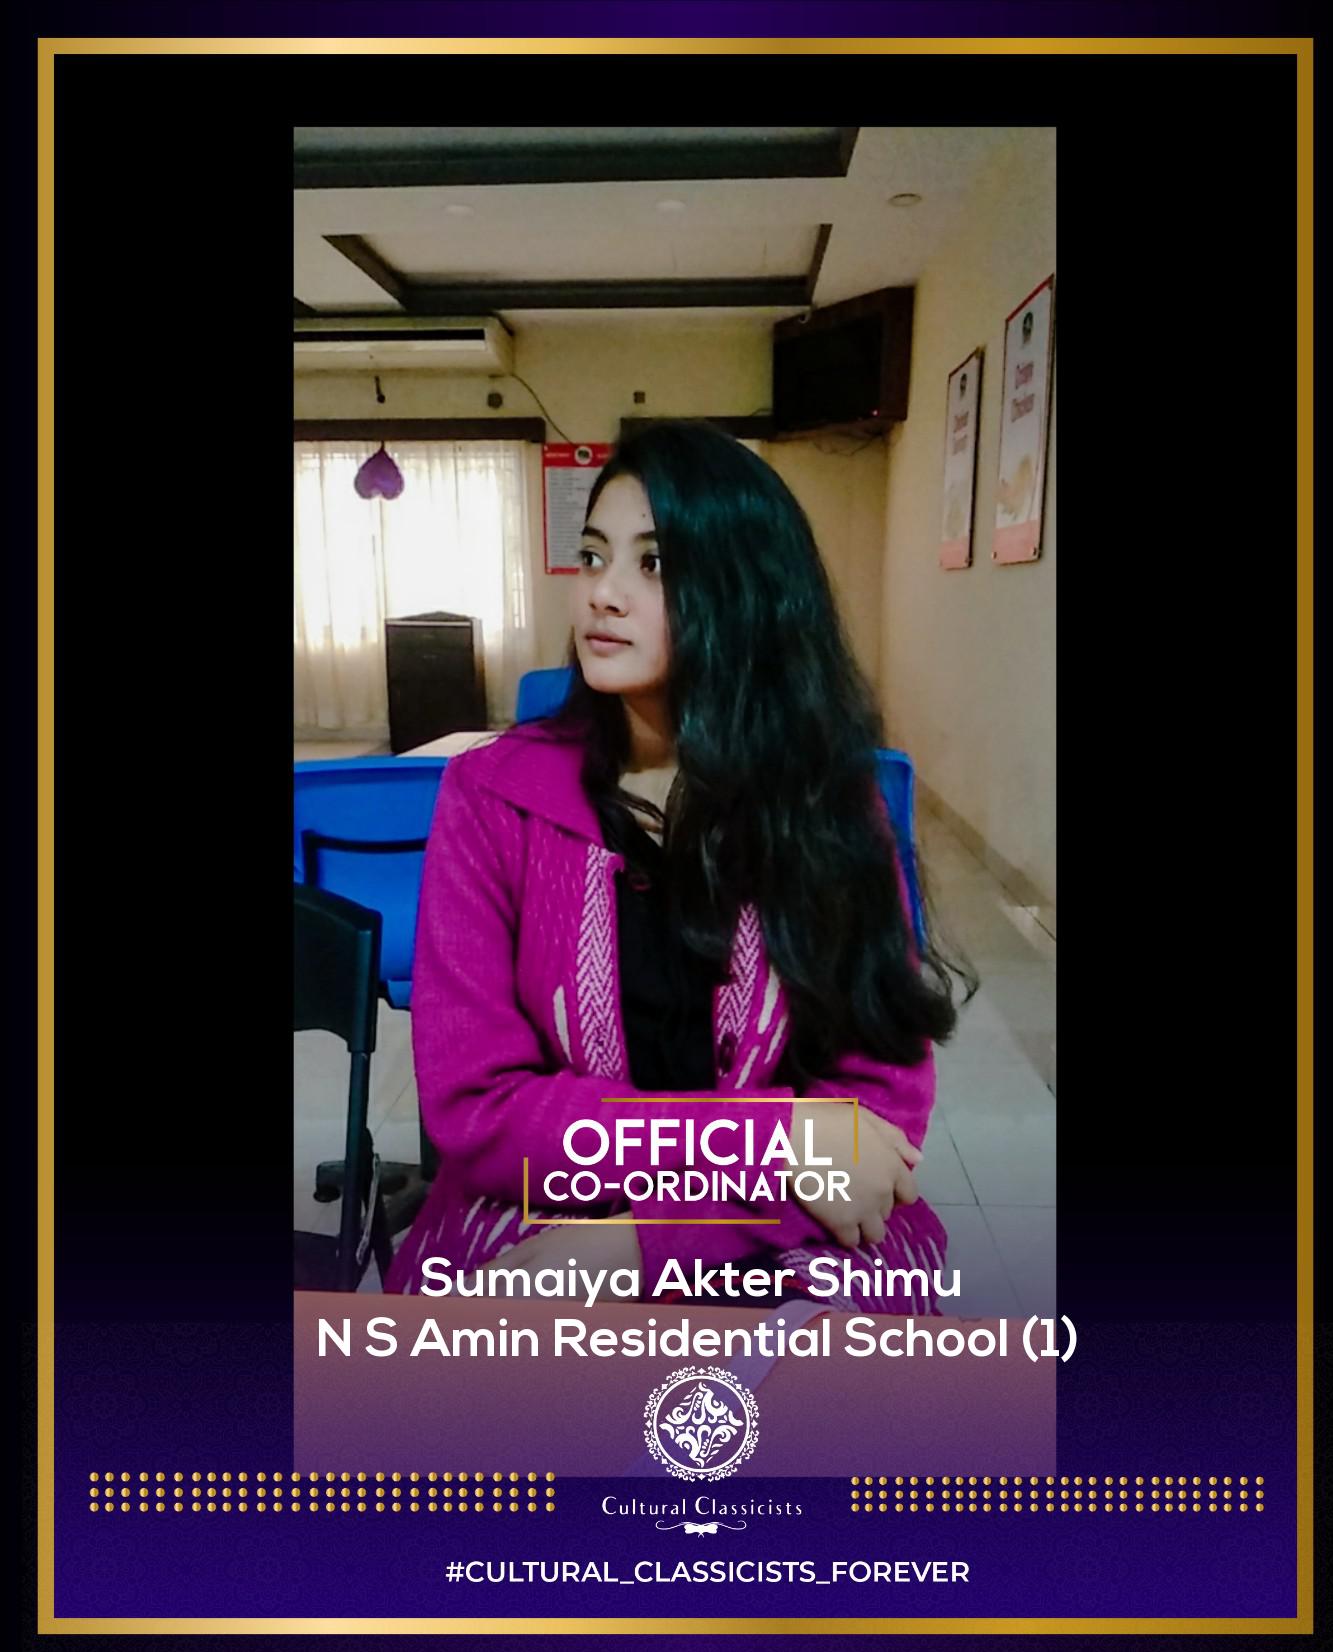 OFFICIAL
CO-ORDINATOR
Sumaiya Akter Shimu
N S Amin Residential School (1)
Cultural Classicists
#CULTURAL_CLASSICISTS_FOREVER